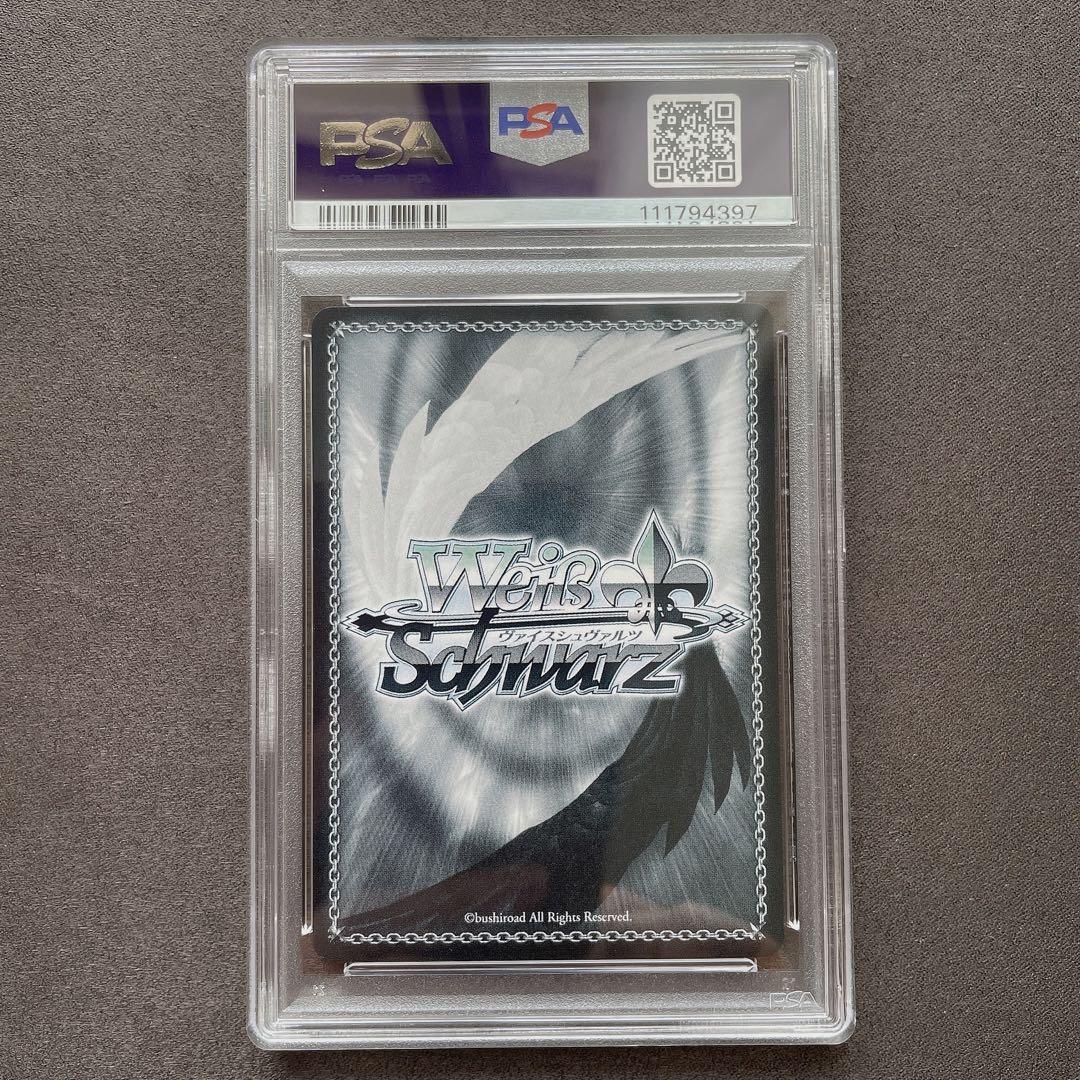 PSA
PSA
111794397
Weiß
ヴァイスシュヴァルツ
Schwarz
©bushiroad All Rights Reserved.
PSA